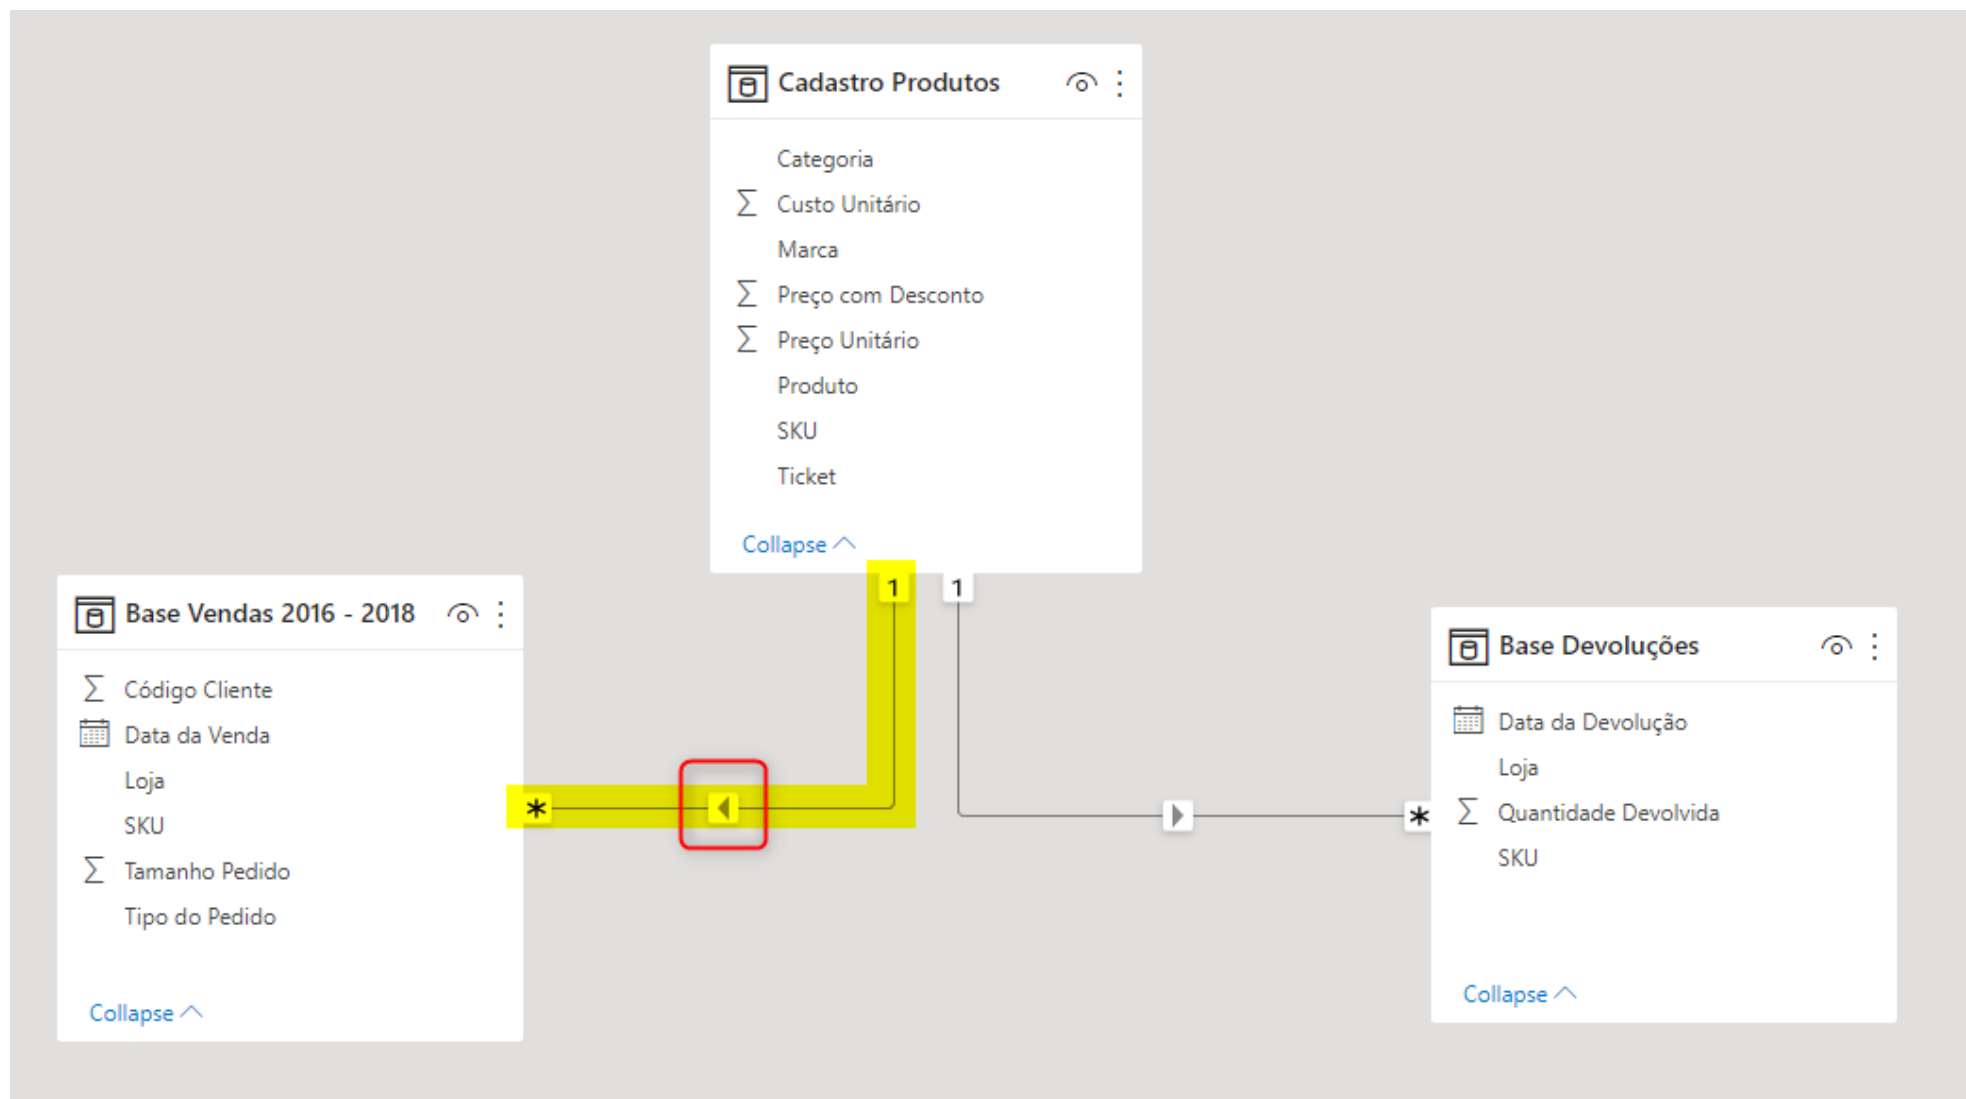 Cadastro Produtos
Categoria
Σ Custo Unitário
Marca
Σ Preço com Desconto
Σ Preço Unitário
Produto
SKU
Ticket
Collapse
1 1
Base Vendas 2016 - 2018
Σ Código Cliente
Data da Venda
Loja
SKU
Σ Tamanho Pedido
Tipo do Pedido
Collapse
*
*
Base Devoluções
Data da Devolução
Loja
Σ Quantidade Devolvida
SKU
Collapse